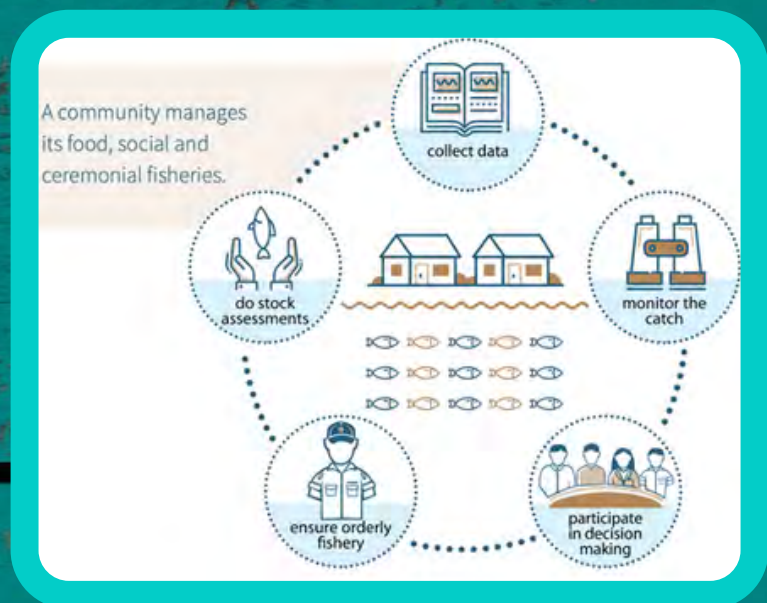 A community manages
its food, social and
ceremonial fisheries.
collect data
monitor the
catch
participate
in decision
making
ensure orderly
fishery
do stock
assessments